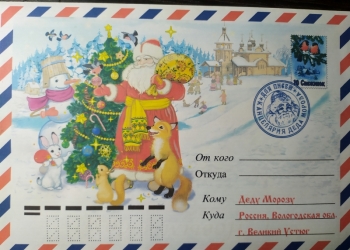 От кого
Откуда
Кому Деду Морозу
Куда Россия, Вологодская обл.
г. Великий Устюг